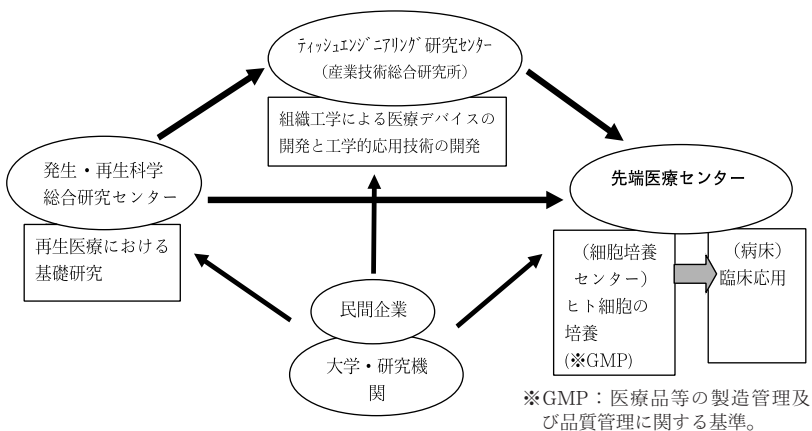 ﾃｨｯｼｭｴﾝｼﾞﾆｱﾘﾝｸﾞ研究ｾﾝﾀｰ
（産業技術総合研究所）
組織工学による医療デバイスの
開発と工学的応用技術の開発
発生・再生科学
総合研究センター
再生医療における
基礎研究
先端医療センター
（細胞培養
センター）
ヒト細胞の
培養
(※GMP)
（病床）
臨床応用
民間企業
大学・研究機
関
※GMP：医療品等の製造管理及
び品質管理に関する基準。